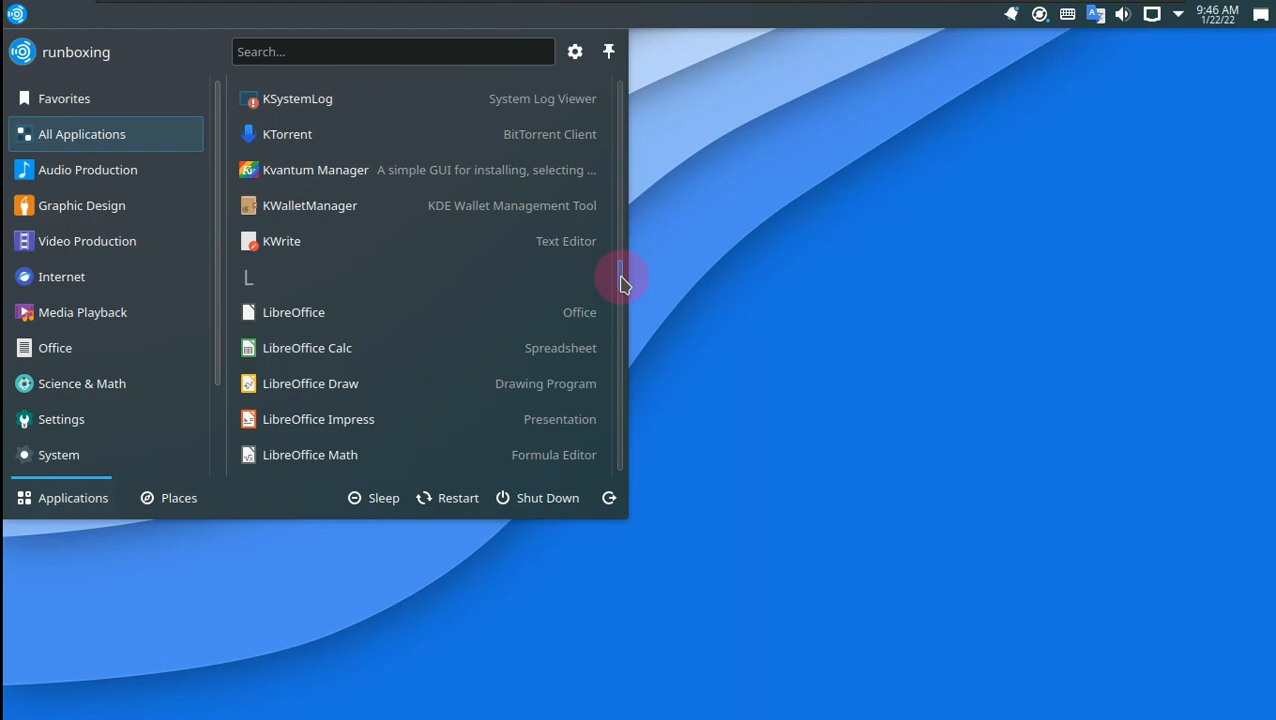 9:46 AM
1/22/22
runboxing
Search...
Favorites
All Applications
Audio Production
Graphic Design
Video Production
Internet
Media Playback
Office
Science & Math
Settings
System
KSystemLog System Log Viewer
KTorrent BitTorrent Client
Kvantum Manager A simple GUI for installing, selecting ...
KWalletManager KDE Wallet Management Tool
KWrite Text Editor
L
LibreOffice Office
LibreOffice Calc Spreadsheet
LibreOffice Draw Drawing Program
LibreOffice Impress Presentation
LibreOffice Math Formula Editor
Applications Places Sleep Restart Shut Down